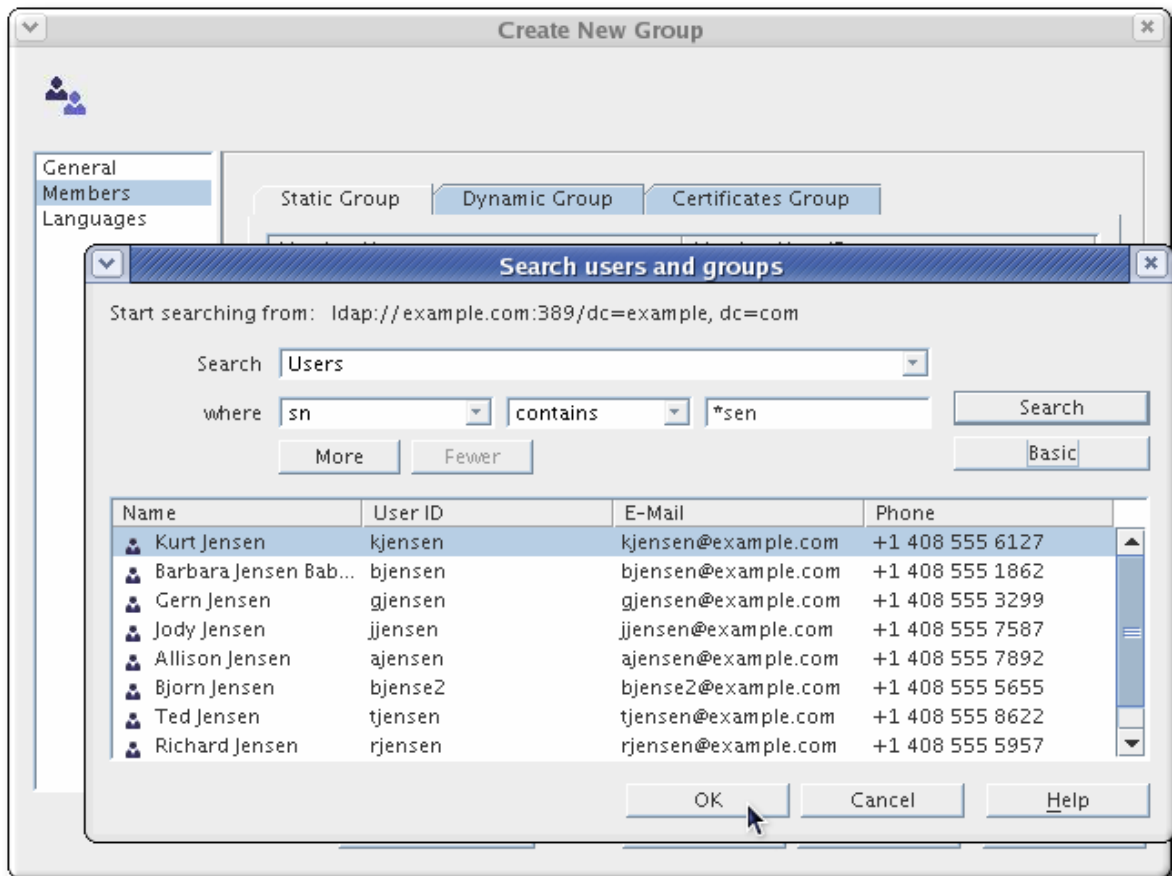 Create New Group
General
Members
Languages
Static Group
Dynamic Group
Certificates Group
Search users and groups
Start searching from: ldap://example.com:389/dc=example, dc=com
Search Users
where sn contains *sen Search
More Fewer Basic
Name User ID E-Mail Phone
Kurt Jensen kjensen kjensen@example.com +1 408 555 6127
Barbara Jensen Bab... bjensen bjensen@example.com +1 408 555 1862
Gern Jensen gjensen gjensen@example.com +1 408 555 3299
Jody Jensen jjensen jjensen@example.com +1 408 555 7587
Allison Jensen ajensen ajensen@example.com +1 408 555 7892
Bjorn Jensen bjense2 bjense2@example.com +1 408 555 5655
Ted Jensen tjensen tjensen@example.com +1 408 555 8622
Richard Jensen rjensen rjensen@example.com +1 408 555 5957
OK Cancel Help